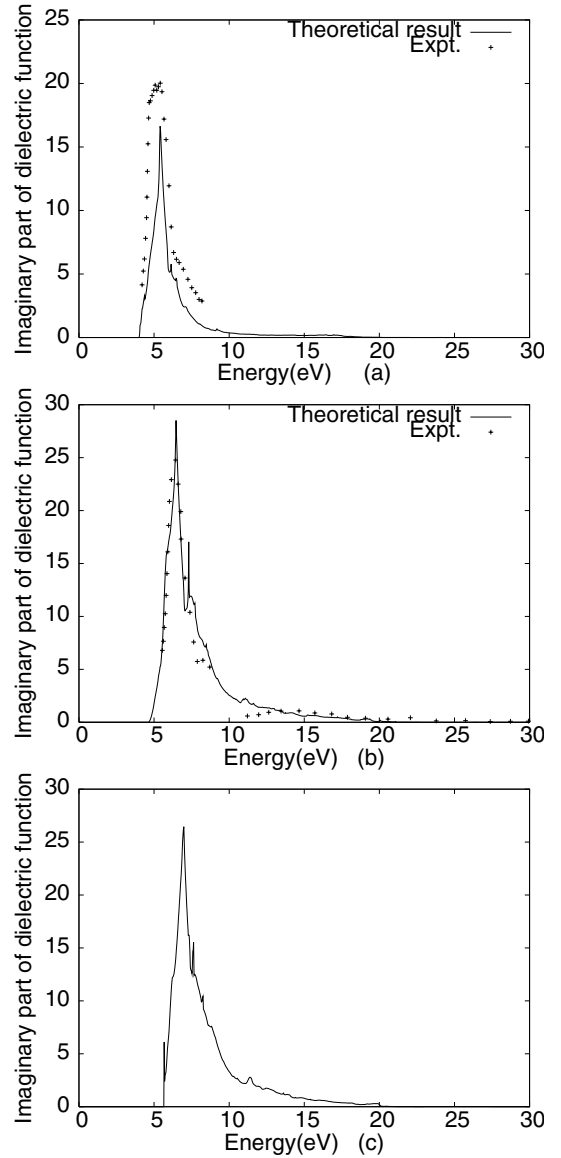 25
20
15
10
5
0
Imaginary part of dielectric function
Theoretical result
Expt.
0 5 10 15 20 25 30
Energy(eV) (a)
30
25
20
15
10
5
0
Imaginary part of dielectric function
Theoretical result
Expt.
0 5 10 15 20 25 30
Energy(eV) (b)
30
25
20
15
10
5
0
Imaginary part of dielectric function
0 5 10 15 20 25 30
Energy(eV) (c)